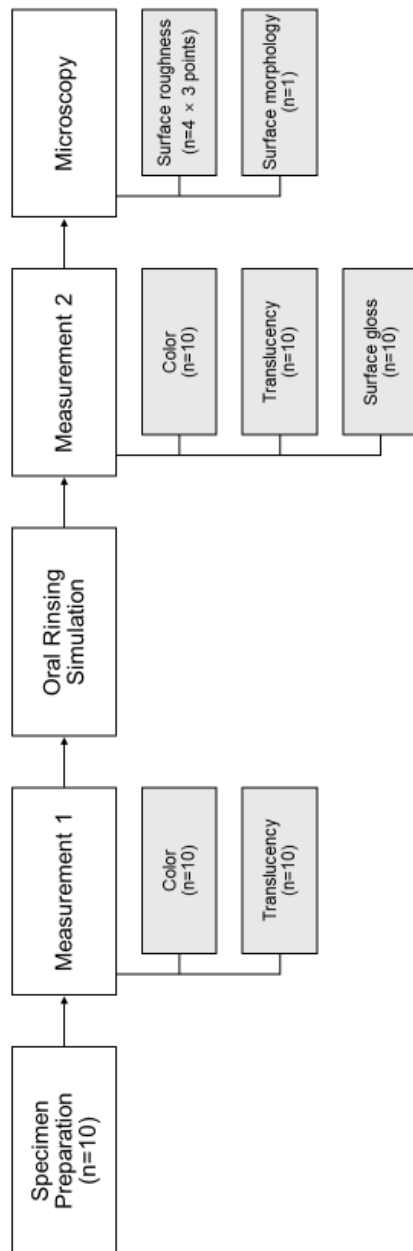 Specimen
Preparation
(n=10)
Measurement 1
Color
(n=10)
Translucency
(n=10)
Oral Rinsing
Simulation
Measurement 2
Color
(n=10)
Translucency
(n=10)
Surface gloss
(n=10)
Microscopy
Surface roughness
(n=4 × 3 points)
Surface morphology
(n=1)